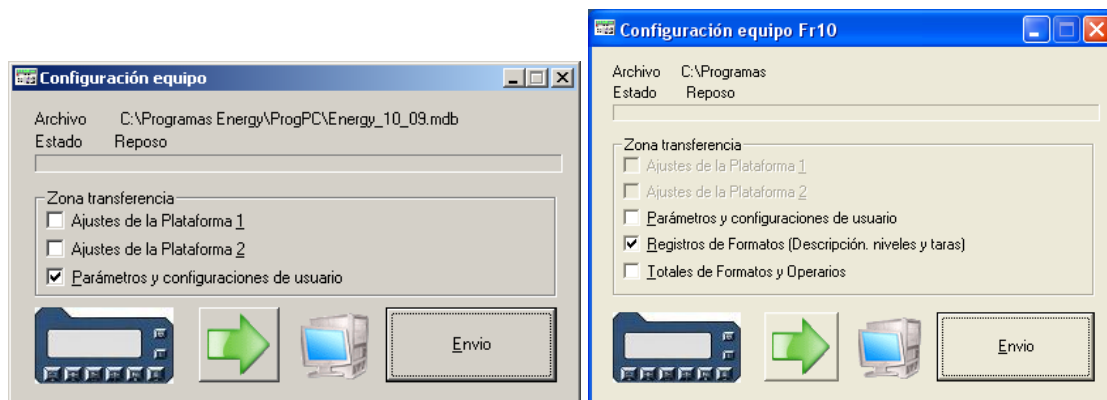 Configuración equipo
Archivo C:\Programas Energy\ProgPC\Energy_10_09.mdb
Estado Reposo
Zona transferencia
Ajustes de la Plataforma 1
Ajustes de la Plataforma 2
Parámetros y configuraciones de usuario
Envio
Configuración equipo Fr10
Archivo C:\Programas
Estado Reposo
Zona transferencia
Ajustes de la Plataforma 1
Ajustes de la Plataforma 2
Parámetros y configuraciones de usuario
Registros de Formatos (Descripción. niveles y taras)
Totales de Formatos y Operarios
Envio